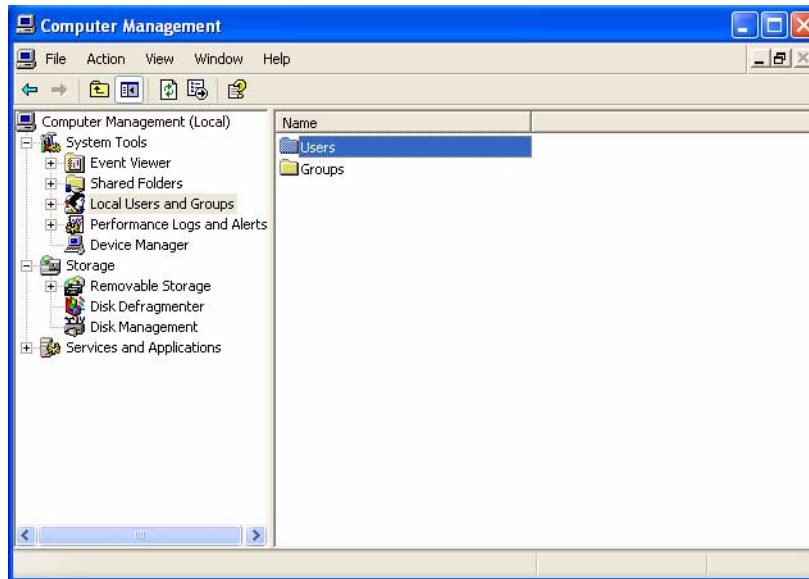 Computer Management
File Action View Window Help
Computer Management (Local)
System Tools
Event Viewer
Shared Folders
Local Users and Groups
Performance Logs and Alerts
Device Manager
Storage
Removable Storage
Disk Defragmenter
Disk Management
Services and Applications
Name
Users
Groups